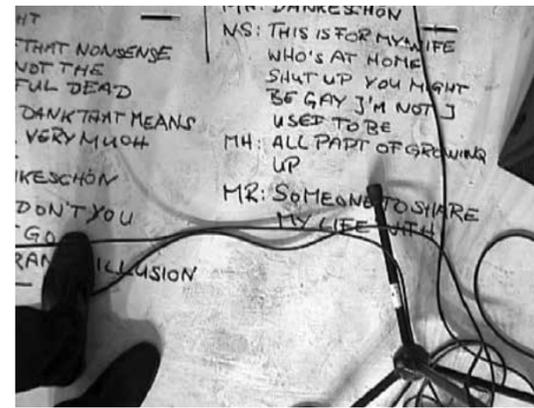 HT
THAT NONSENSE
NOT THE
FUL DEAD
DANK THAT MEANS
VERY MUCH
KESCHÖN
DON'T YOU
GO
ILLUSION
MR: DANKESCHÖN
NS: THIS IS FOR MY WIFE
WHO'S AT HOME
SHUT UP YOU MIGHT
BE GAY I'M NOT I
USED TO BE
MH: ALL PART OF GROWING
UP
MR: SOMEONE TO SHARE
MY LIFE WITH